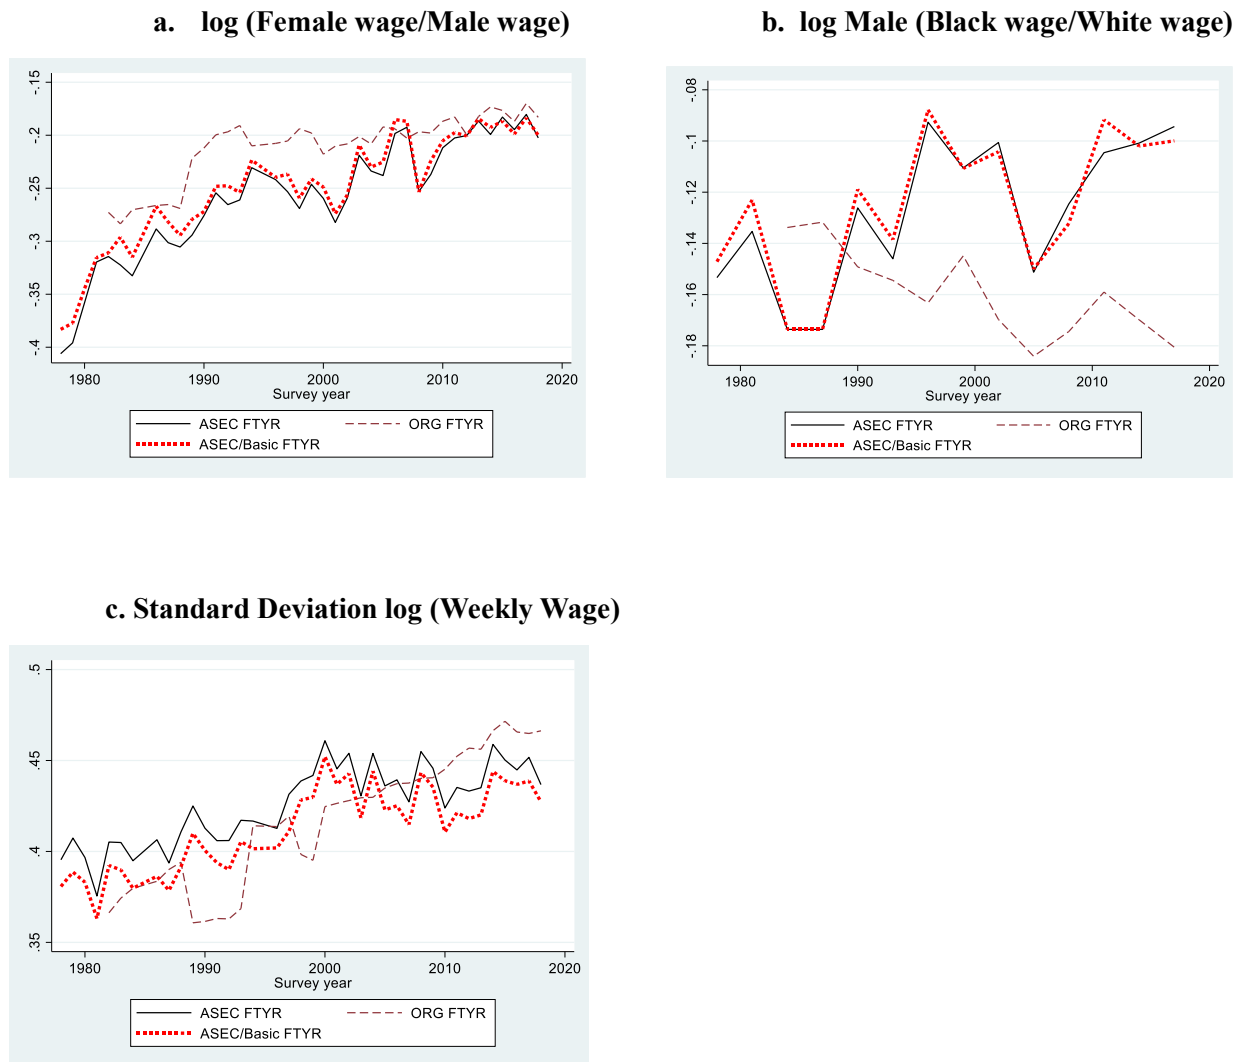 a. log (Female wage/Male wage)
-.15
-.2
-.25
-.3
-.35
-.4
1980 1990 2000 2010 2020
Survey year
ASEC FTYR ORG FTYR
ASEC/Basic FTYR
b. log Male (Black wage/White wage)
-.08
-.1
-.12
-.14
-.16
-.18
1980 1990 2000 2010 2020
Survey year
ASEC FTYR ORG FTYR
ASEC/Basic FTYR
c. Standard Deviation log (Weekly Wage)
.5
.45
.4
.35
1980 1990 2000 2010 2020
Survey year
ASEC FTYR ORG FTYR
ASEC/Basic FTYR